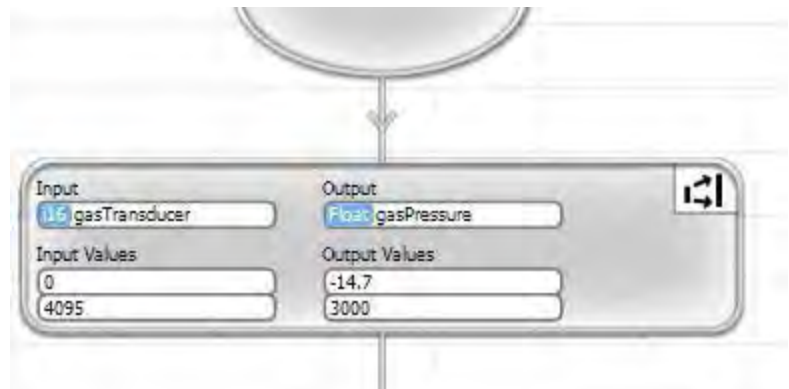 Input Output
i16 gasTransducer Float gasPressure
Input Values Output Values
0 -14.7
4095 3000